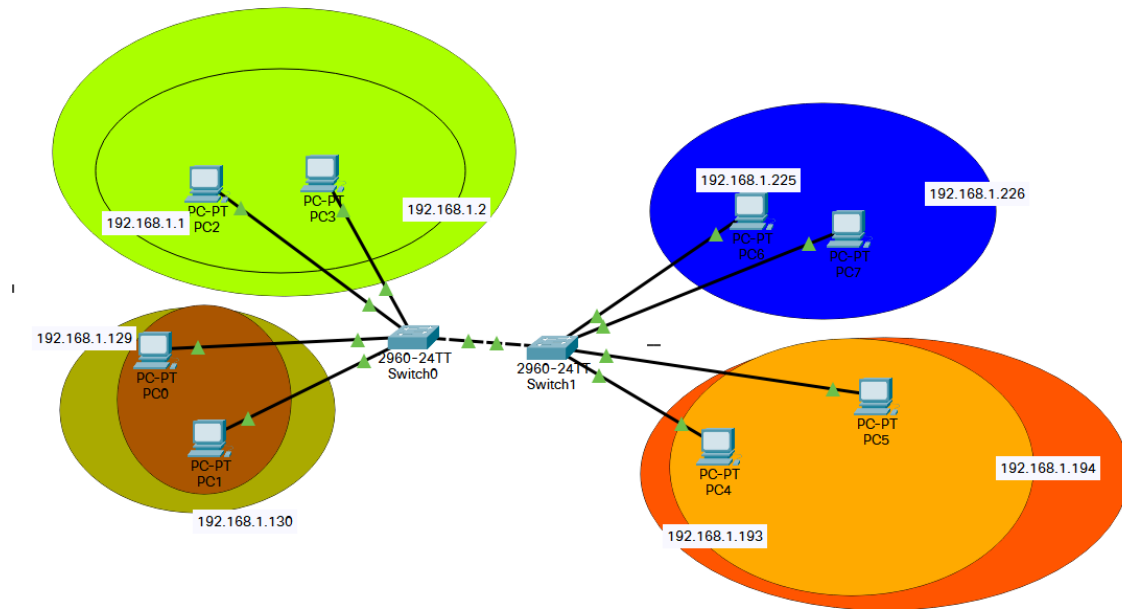 192.168.1.1
PC-PT
PC2
PC-PT
PC3
192.168.1.2
192.168.1.225
PC-PT
PC6
192.168.1.226
PC-PT
PC7
192.168.1.129
PC-PT
PC0
2960-24TT
Switch0
2960-24TT
Switch1
PC-PT
PC1
192.168.1.130
PC-PT
PC5
PC-PT
PC4
192.168.1.194
192.168.1.193